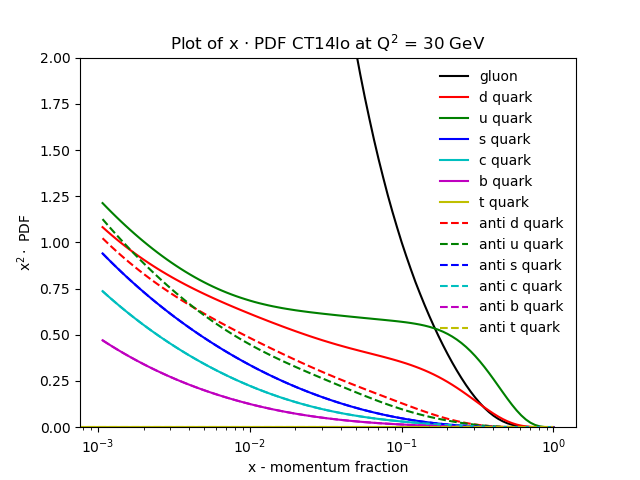 Plot of x · PDF CT14lo at Q² = 30 GeV
x²· PDF
2.00
1.75
1.50
1.25
1.00
0.75
0.50
0.25
0.00
gluon
d quark
u quark
s quark
c quark
b quark
t quark
anti d quark
anti u quark
anti s quark
anti c quark
anti b quark
anti t quark
10⁻³ 10⁻² 10⁻¹ 10⁰
x - momentum fraction